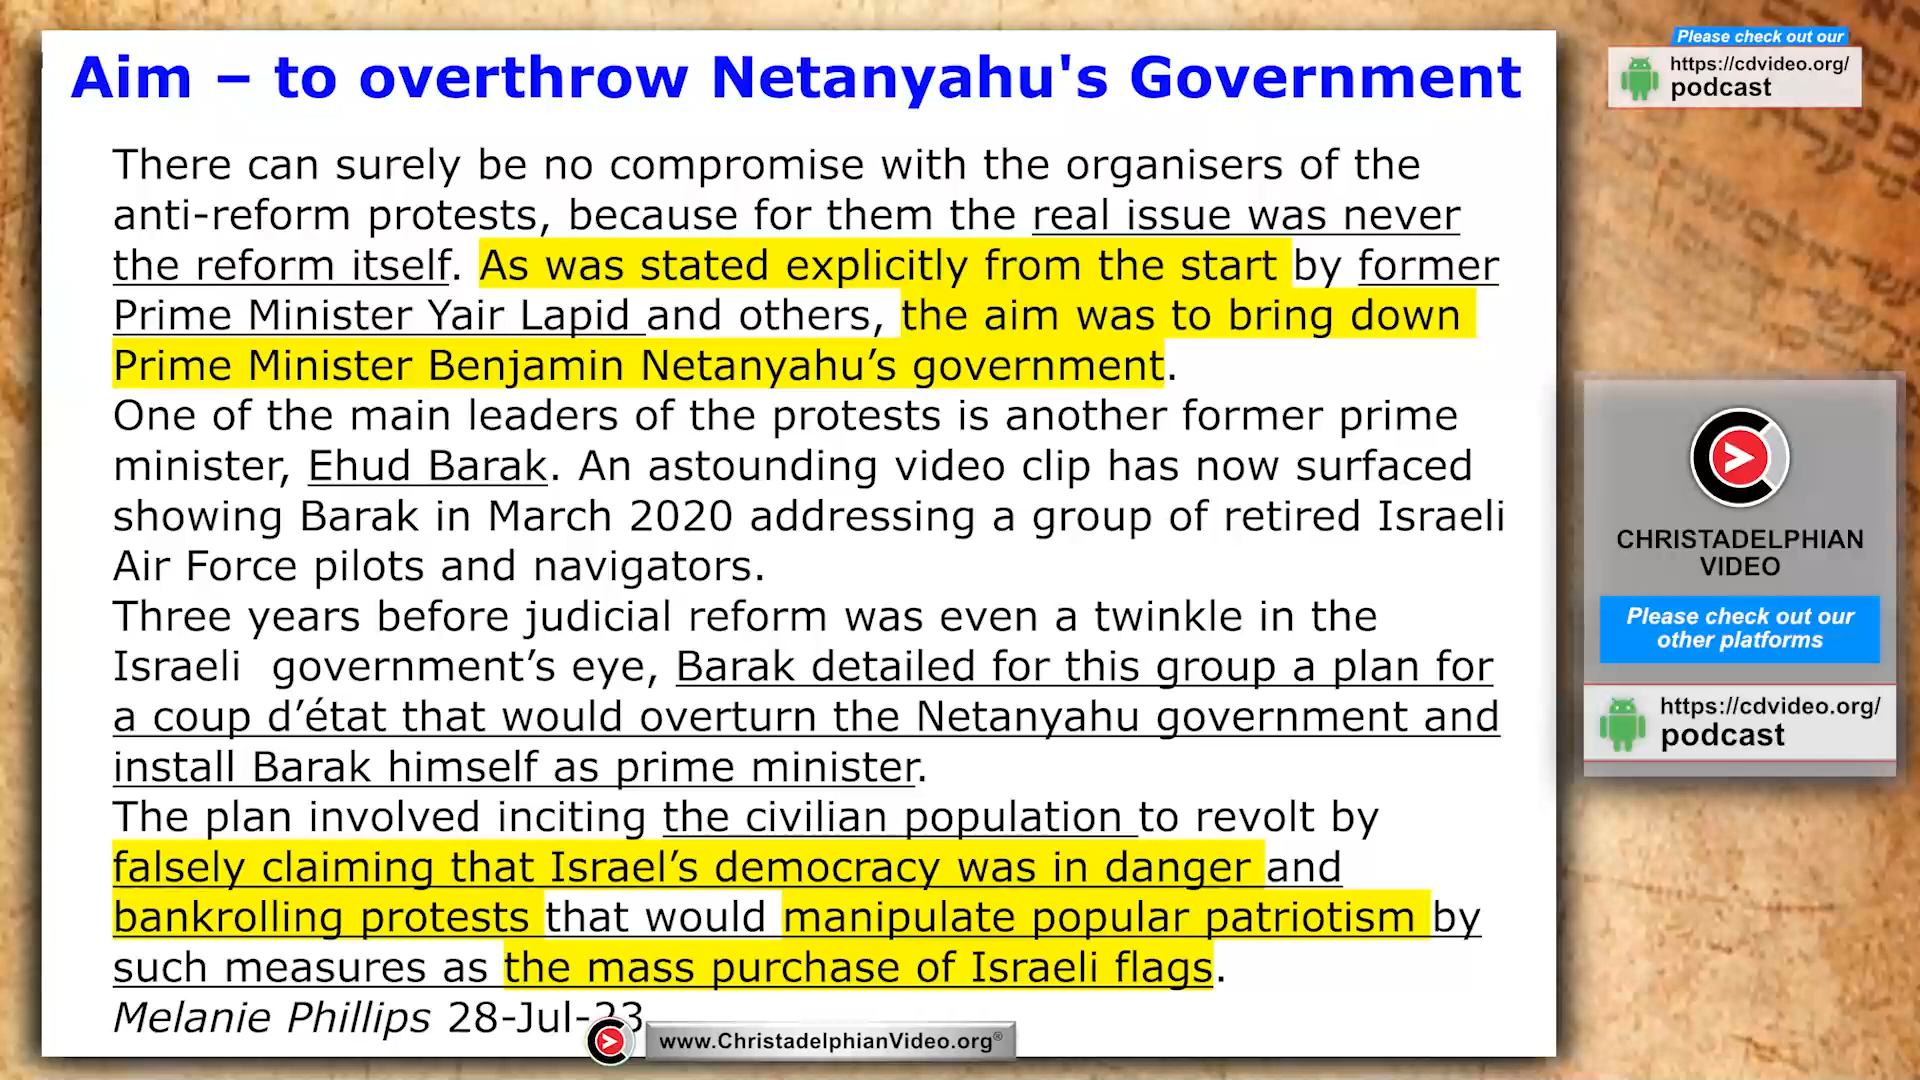 Aim – to overthrow Netanyahu's Government
There can surely be no compromise with the organisers of the
anti-reform protests, because for them the real issue was never
the reform itself. As was stated explicitly from the start by former
Prime Minister Yair Lapid and others, the aim was to bring down
Prime Minister Benjamin Netanyahu’s government.
One of the main leaders of the protests is another former prime
minister, Ehud Barak. An astounding video clip has now surfaced
showing Barak in March 2020 addressing a group of retired Israeli
Air Force pilots and navigators.
Three years before judicial reform was even a twinkle in the
Israeli  government’s eye, Barak detailed for this group a plan for
a coup d’état that would overturn the Netanyahu government and
install Barak himself as prime minister.
The plan involved inciting the civilian population to revolt by
falsely claiming that Israel’s democracy was in danger and
bankrolling protests that would manipulate popular patriotism by
such measures as the mass purchase of Israeli flags.
Melanie Phillips 28-Jul-23
www.ChristadelphianVideo.org®
Please check out our
https://cdvideo.org/
podcast
CHRISTADELPHIAN
VIDEO
Please check out our
other platforms
https://cdvideo.org/
podcast